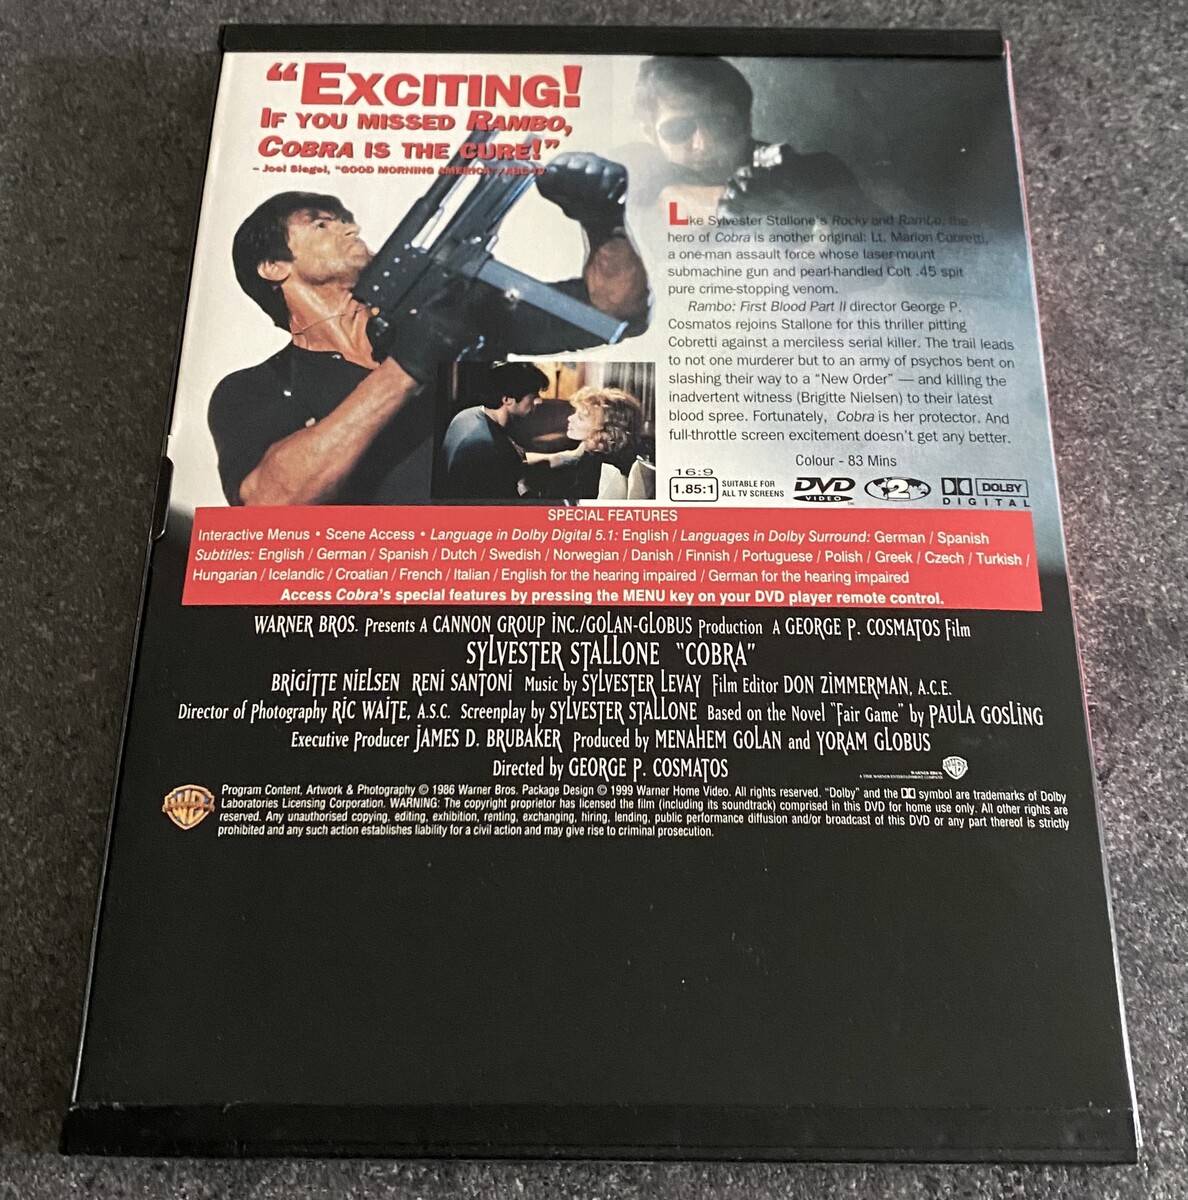 “EXCITING!
IF YOU MISSED RAMBO,
COBRA IS THE CURE!”
– Joel Siegel, “GOOD MORNING AMERICA”/ABC-TV
Like Sylvester Stallone's Rocky and Rambo, the
hero of Cobra is another original: Lt. Marion Cobretti,
a one-man assault force whose laser-mount
submachine gun and pearl-handled Colt .45 spit
pure crime-stopping venom.
Rambo: First Blood Part II director George P.
Cosmatos rejoins Stallone for this thriller pitting
Cobretti against a merciless serial killer. The trail leads
to not one murderer but to an army of psychos bent on
slashing their way to a “New Order” — and killing the
inadvertent witness (Brigitte Nielsen) to their latest
blood spree. Fortunately, Cobra is her protector. And
full-throttle screen excitement doesn't get any better.
Colour - 83 Mins
16:9
1.85:1 SUITABLE FOR ALL TV SCREENS DVD VIDEO 2 DOLBY DIGITAL
SPECIAL FEATURES
Interactive Menus • Scene Access • Language in Dolby Digital 5.1: English / Languages in Dolby Surround: German / Spanish
Subtitles: English / German / Spanish / Dutch / Swedish / Norwegian / Danish / Finnish / Portuguese / Polish / Greek / Czech / Turkish /
Hungarian / Icelandic / Croatian / French / Italian / English for the hearing impaired / German for the hearing impaired
Access Cobra's special features by pressing the MENU key on your DVD player remote control.
WARNER BROS. Presents A CANNON GROUP INC./GOLAN-GLOBUS Production A GEORGE P. COSMATOS Film
SYLVESTER STALLONE “COBRA”
BRIGITTE NIELSEN RENI SANTONI Music by SYLVESTER LEVAY Film Editor DON ZIMMERMAN, A.C.E.
Director of Photography RIC WAITE, A.S.C. Screenplay by SYLVESTER STALLONE Based on the Novel “Fair Game” by PAULA GOSLING
Executive Producer JAMES D. BRUBAKER Produced by MENAHEM GOLAN and YORAM GLOBUS
Directed by GEORGE P. COSMATOS
WARNER BROS.
A TIME WARNER ENTERTAINMENT COMPANY
Program Content, Artwork & Photography © 1986 Warner Bros. Package Design © 1999 Warner Home Video. All rights reserved. “Dolby” and the DD symbol are trademarks of Dolby
Laboratories Licensing Corporation. WARNING: The copyright proprietor has licensed the film (including its soundtrack) comprised in this DVD for home use only. All other rights are
reserved. Any unauthorised copying, editing, exhibition, renting, exchanging, hiring, lending, public performance diffusion and/or broadcast of this DVD or any part thereof is strictly
prohibited and any such action establishes liability for a civil action and may give rise to criminal prosecution.